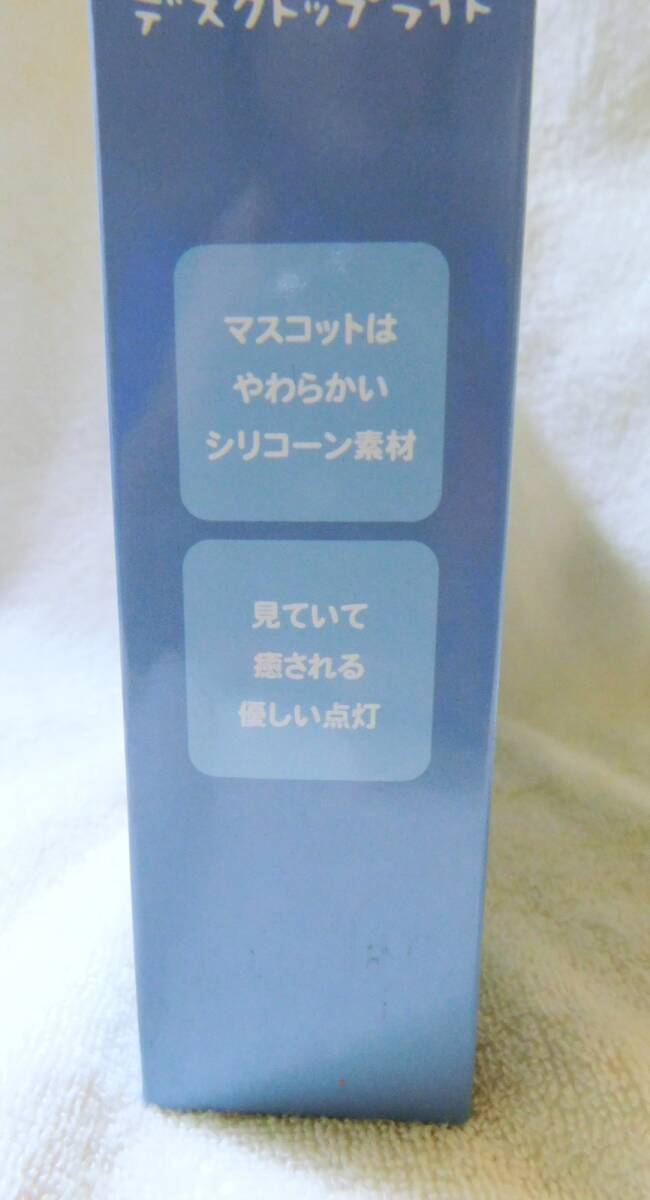 デスクトップライト
マスコットは
やわらかい
シリコーン素材
見ていて
癒される
優しい点灯